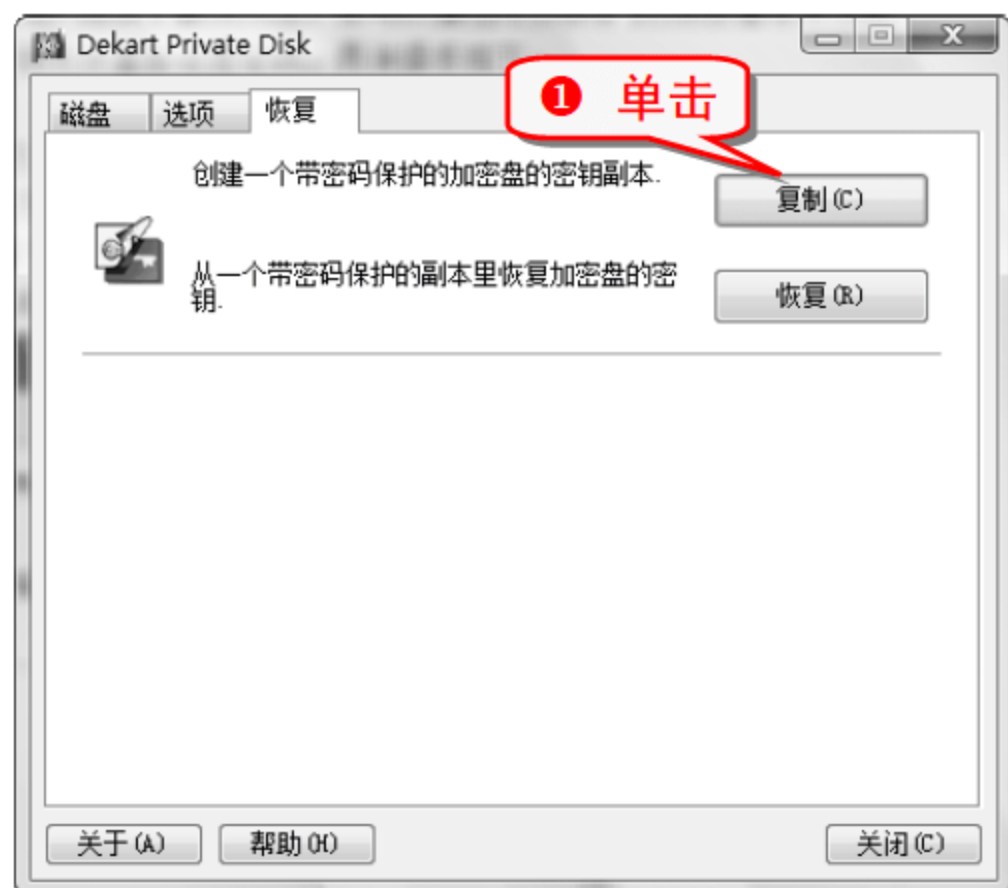 Dekart Private Disk
❶ 单击
磁盘 选项 恢复
创建一个带密码保护的加密盘的密钥副本.
复制(C)
从一个带密码保护的副本里恢复加密盘的密
钥.
恢复(R)
关于(A) 帮助(H) 关闭(C)